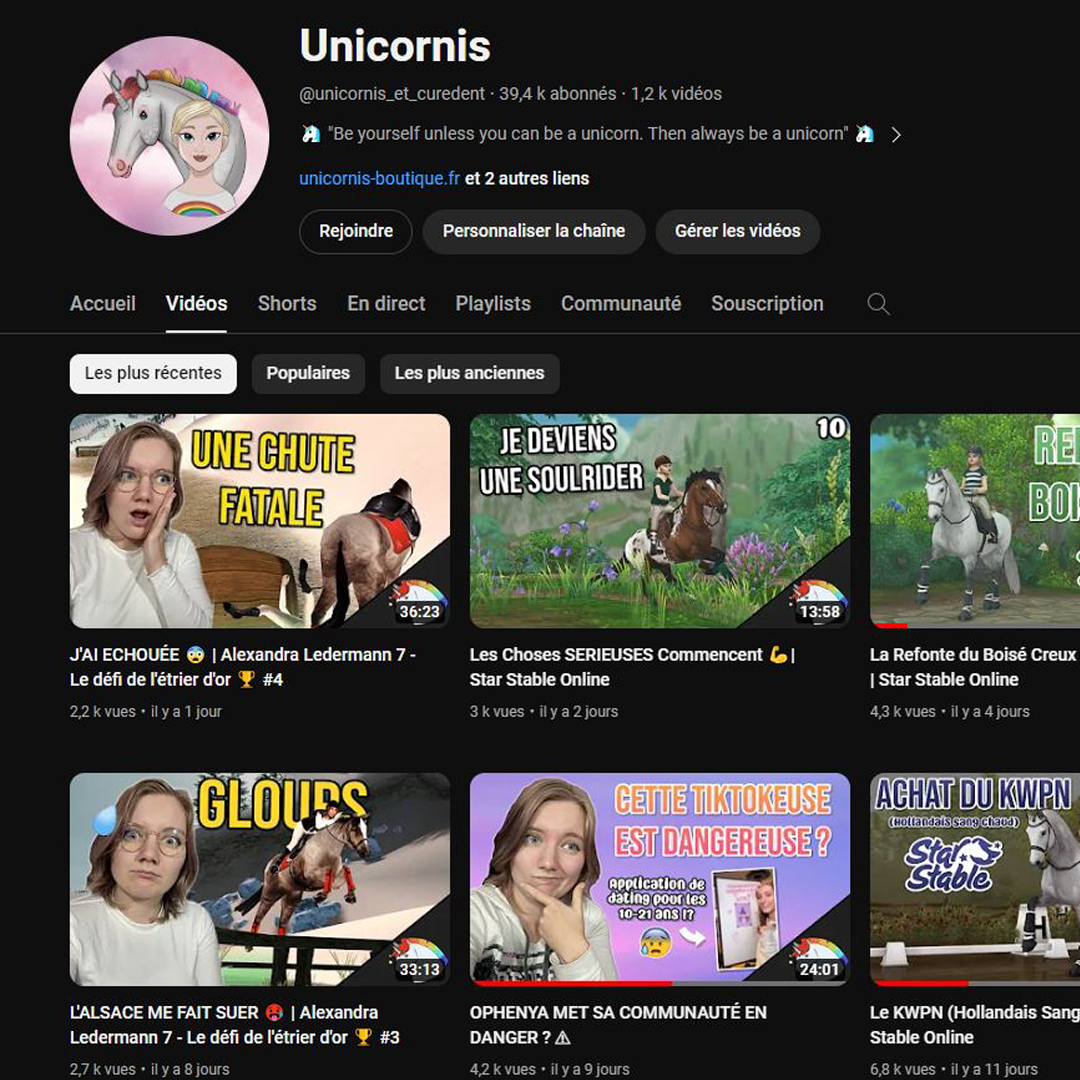 Unicornis
@unicornis_et_curedent · 39,4 k abonnés · 1,2 k vidéos
🦄 "Be yourself unless you can be a unicorn. Then always be a unicorn" 🦄
unicornis-boutique.fr et 2 autres liens
Rejoindre Personnaliser la chaîne Gérer les vidéos
Accueil Vidéos Shorts En direct Playlists Communauté Souscription
Les plus récentes Populaires Les plus anciennes
UNE CHUTE
FATALE
36:23
JE DEVIENS
UNE SOULRIDER
10
13:58
J'AI ECHOUÉE 😨 | Alexandra Ledermann 7 -
Le défi de l'étrier d'or 🏆 #4
2,2 k vues • il y a 1 jour
Les Choses SERIEUSES Commencent 💪 |
Star Stable Online
3 k vues • il y a 2 jours
La Refonte du Boisé Creux
| Star Stable Online
4,3 k vues • il y a 4 jours
GLOUPS
33:13
CETTE TIKTOKEUSE
EST DANGEREUSE ?
Application de
dating pour les
10-21 ans !?
24:01
ACHAT DU KWPN
(Hollandais sang chaud)
Star
Stable
L'ALSACE ME FAIT SUER 🥵 | Alexandra
Ledermann 7 - Le défi de l'étrier d'or 🏆 #3
2,7 k vues • il y a 8 jours
OPHENYA MET SA COMMUNAUTÉ EN
DANGER ? ⚠
4,2 k vues • il y a 9 jours
Le KWPN (Hollandais Sang
Stable Online
6,8 k vues • il y a 11 jours